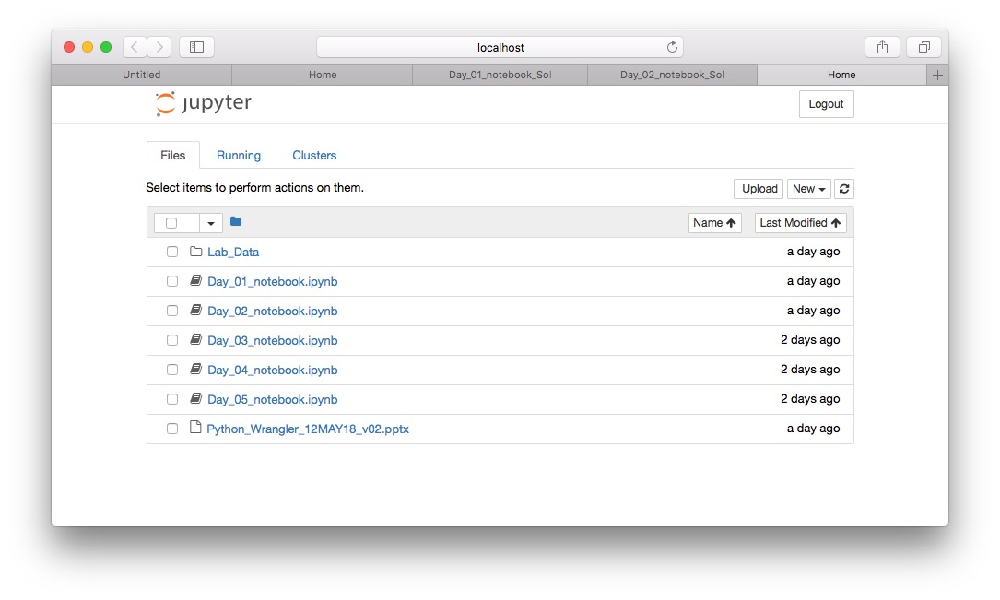 localhost
Untitled Home Day_01_notebook_Sol Day_02_notebook_Sol Home
jupyter Logout
Files Running Clusters
Select items to perform actions on them. Upload New
Name Last Modified
Lab_Data a day ago
Day_01_notebook.ipynb a day ago
Day_02_notebook.ipynb a day ago
Day_03_notebook.ipynb 2 days ago
Day_04_notebook.ipynb 2 days ago
Day_05_notebook.ipynb 2 days ago
Python_Wrangler_12MAY18_v02.pptx a day ago